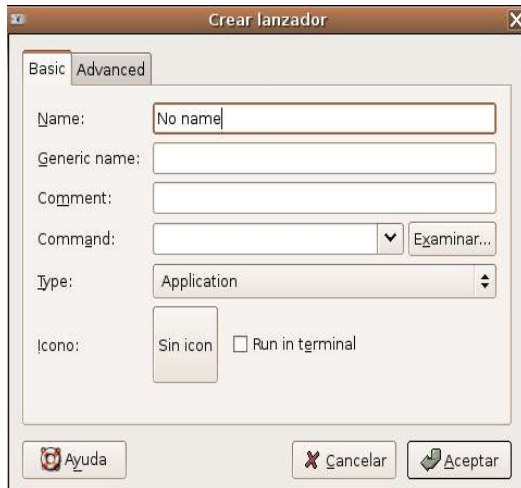 Crear lanzador
Basic Advanced
Name: No name
Generic name:
Comment:
Command: Examinar...
Type: Application
Icono: Sin icon Run in terminal
Ayuda Cancelar Aceptar